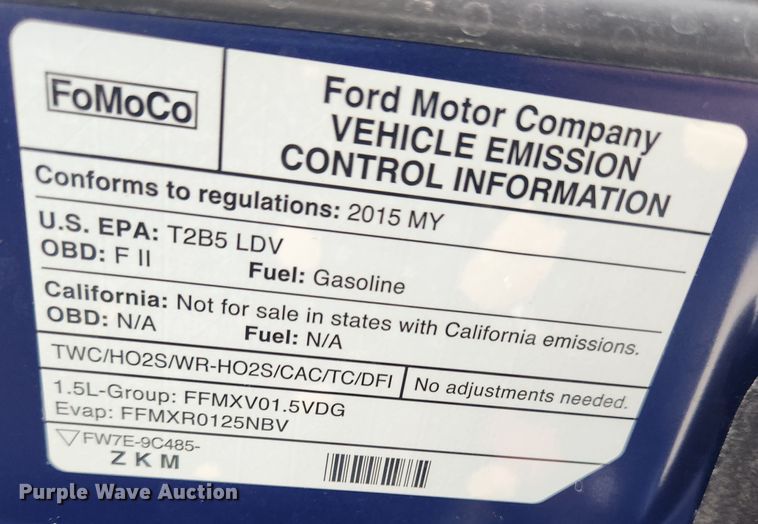 FoMoCo
Ford Motor Company
VEHICLE EMISSION
CONTROL INFORMATION
Conforms to regulations: 2015 MY
U.S. EPA: T2B5 LDV
OBD: F II Fuel: Gasoline
California: Not for sale in states with California emissions.
OBD: N/A Fuel: N/A
TWC/HO2S/WR-HO2S/CAC/TC/DFI No adjustments needed.
1.5L-Group: FFMXV01.5VDG
Evap: FFMXR0125NBV
FW7E-9C485-
ZKM
Purple Wave Auction